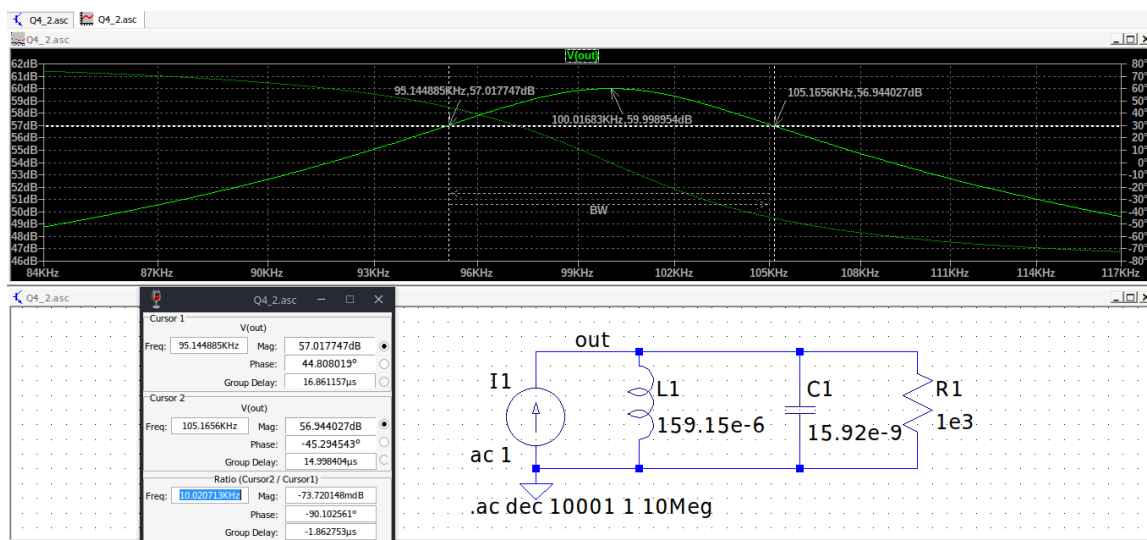 Q4_2.asc Q4_2.asc
Q4_2.asc
V(out)
62dB 80°
61dB 70°
60dB 60°
59dB 50°
58dB 40°
57dB 30°
56dB 20°
55dB 10°
54dB 0°
53dB -10°
52dB -20°
51dB -30°
50dB -40°
49dB -50°
48dB -60°
47dB -70°
46dB -80°
95.144885KHz,57.017747dB
105.1656KHz,56.944027dB
100.01683KHz,59.998954dB
BW
84KHz 87KHz 90KHz 93KHz 96KHz 99KHz 102KHz 105KHz 108KHz 111KHz 114KHz 117KHz
Q4_2.asc
Q4_2.asc
Cursor 1
V(out)
Freq: 95.144885KHz Mag: 57.017747dB
Phase: 44.808019°
Group Delay: 16.861157µs
Cursor 2
V(out)
Freq: 105.1656KHz Mag: 56.944027dB
Phase: -45.294543°
Group Delay: 14.998404µs
Ratio (Cursor2 / Cursor1)
Freq: 10.020713KHz Mag: -73.720148mdB
Phase: -90.102561°
Group Delay: -1.862753µs
out
I1
ac 1
L1
159.15e-6
C1
15.92e-9
R1
1e3
.ac dec 10001 1 10Meg